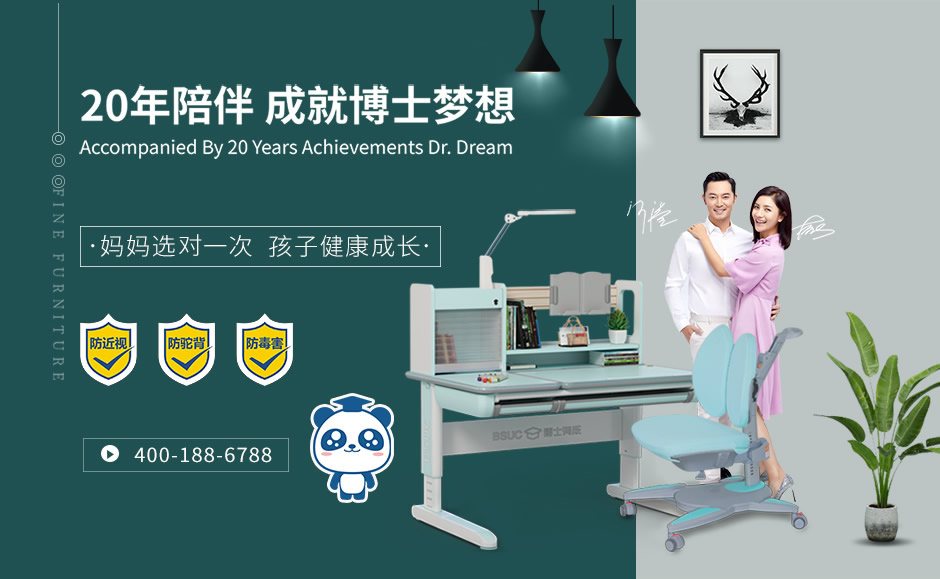 20年陪伴 成就博士梦想
Accompanied By 20 Years Achievements Dr. Dream
FINE FURNITURE
·妈妈选对一次 孩子健康成长·
防近视
防驼背
防毒害
400-188-6788
BSUC